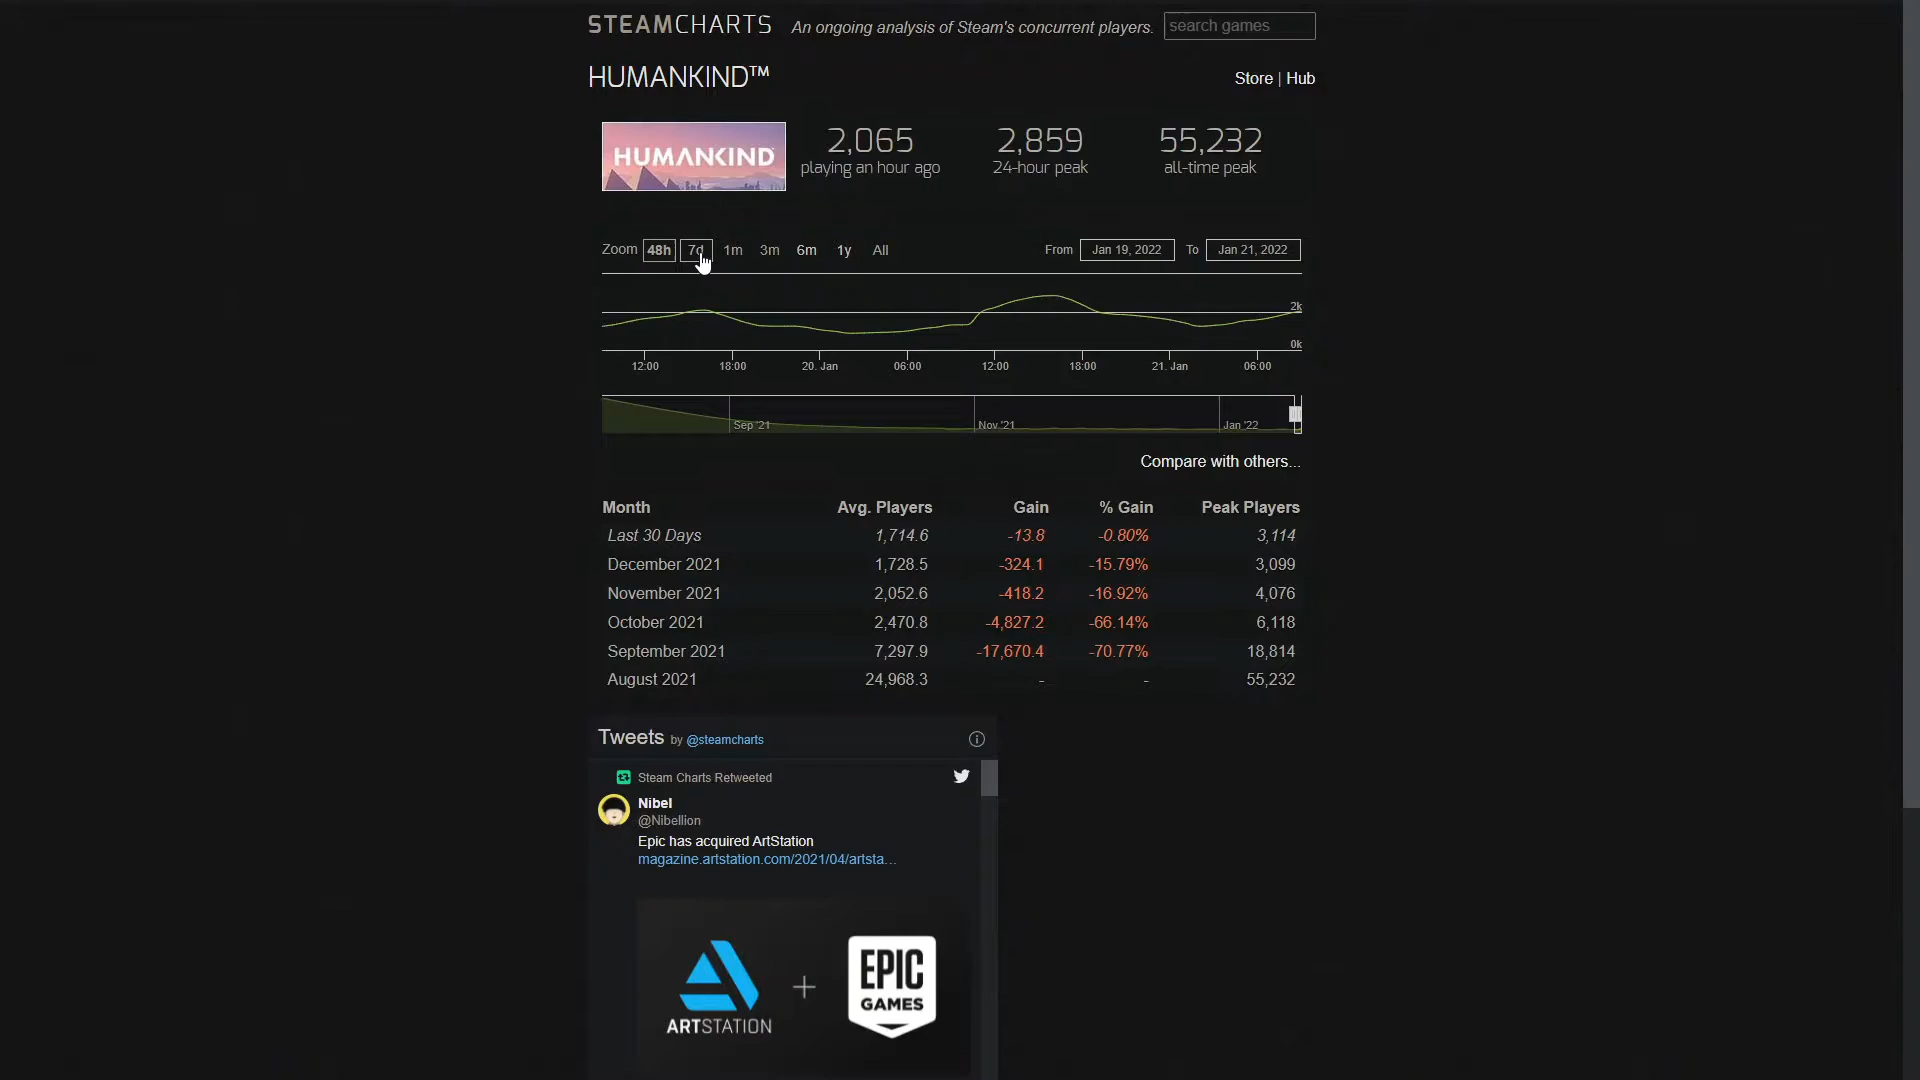 STEAMCHARTS An ongoing analysis of Steam's concurrent players. search games
HUMANKIND™ Store | Hub
HUMANKIND
2,065 2,859 55,232
playing an hour ago 24-hour peak all-time peak
Zoom 48h 7d 1m 3m 6m 1y All From Jan 19, 2022 To Jan 21, 2022
2k
0k
12:00 18:00 20. Jan 06:00 12:00 18:00 21. Jan 06:00
Sep '21 Nov '21 Jan '22
Compare with others...
Month Avg. Players Gain % Gain Peak Players
Last 30 Days 1,714.6 -13.8 -0.80% 3,114
December 2021 1,728.5 -324.1 -15.79% 3,099
November 2021 2,052.6 -418.2 -16.92% 4,076
October 2021 2,470.8 -4,827.2 -66.14% 6,118
September 2021 7,297.9 -17,670.4 -70.77% 18,814
August 2021 24,968.3 - - 55,232
Tweets by @steamcharts
Steam Charts Retweeted
Nibel
@Nibellion
Epic has acquired ArtStation
magazine.artstation.com/2021/04/artsta...
ARTSTATION + EPIC GAMES